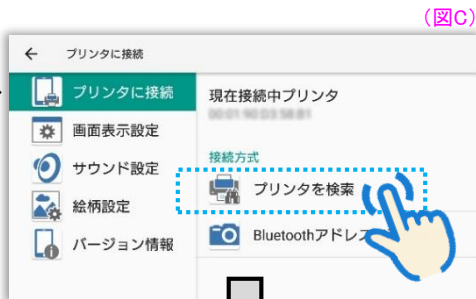 (図C)
← プリンタに接続
プリンタに接続
画面表示設定
サウンド設定
絵柄設定
バージョン情報
現在接続中プリンタ
接続方式
プリンタを検索
Bluetoothアドレ